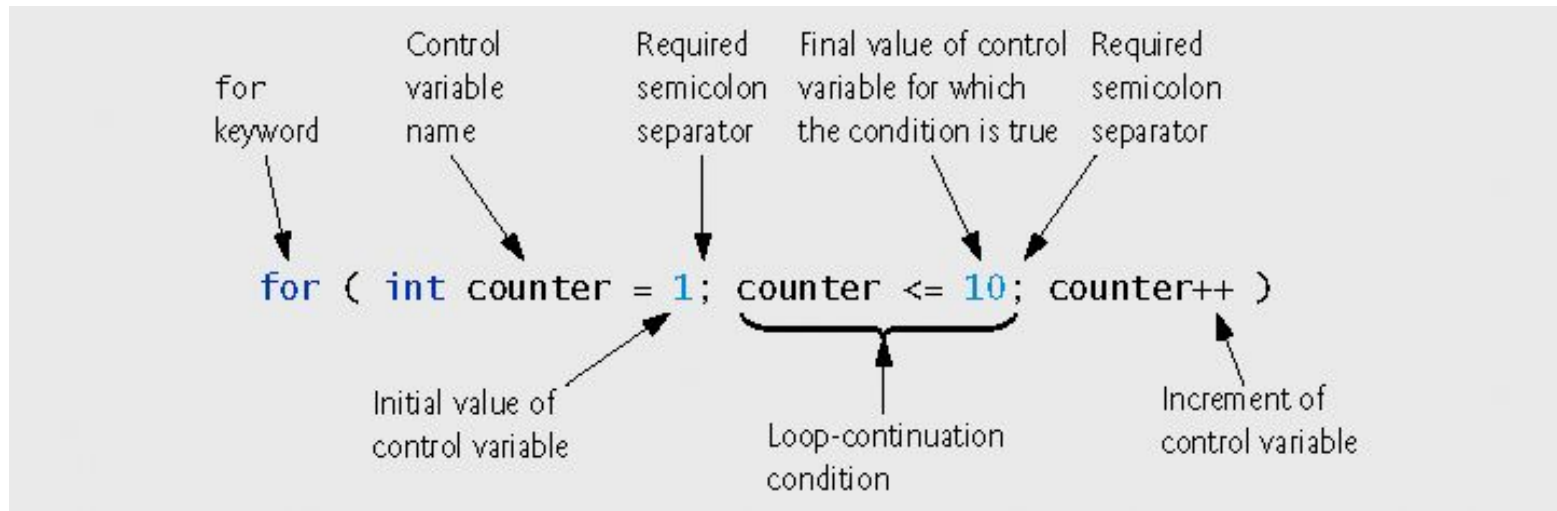 for
keyword
Control
variable
name
Required
semicolon
separator
Final value of control
variable for which
the condition is true
Required
semicolon
separator
for ( int counter = 1; counter <= 10; counter++ )
Initial value of
control variable
Loop-continuation
condition
Increment of
control variable